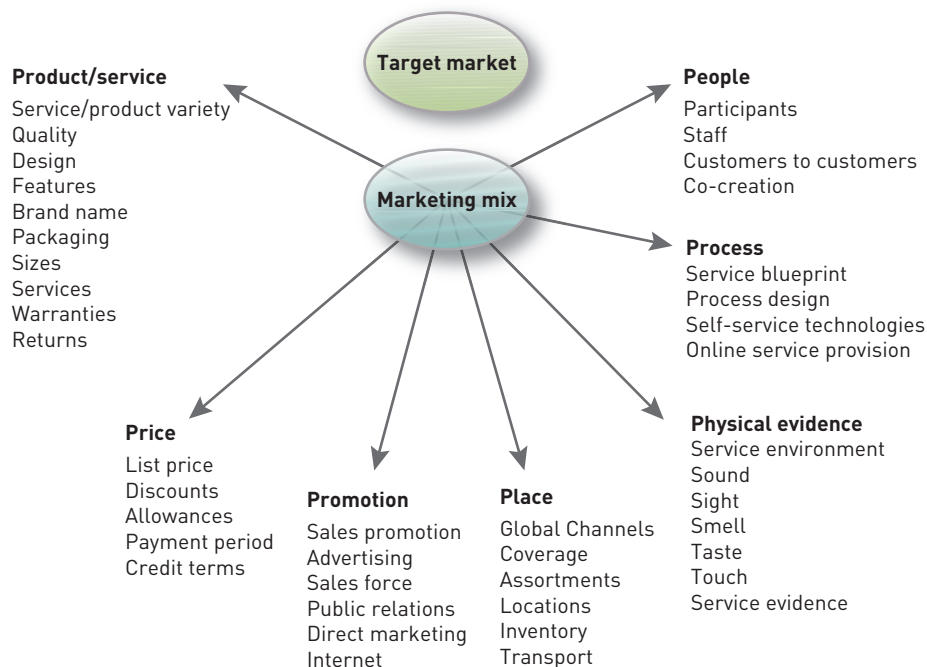 Target market
Marketing mix
Product/service
Service/product variety
Quality
Design
Features
Brand name
Packaging
Sizes
Services
Warranties
Returns
Price
List price
Discounts
Allowances
Payment period
Credit terms
Promotion
Sales promotion
Advertising
Sales force
Public relations
Direct marketing
Internet
Place
Global Channels
Coverage
Assortments
Locations
Inventory
Transport
Physical evidence
Service environment
Sound
Sight
Smell
Taste
Touch
Service evidence
Process
Service blueprint
Process design
Self-service technologies
Online service provision
People
Participants
Staff
Customers to customers
Co-creation